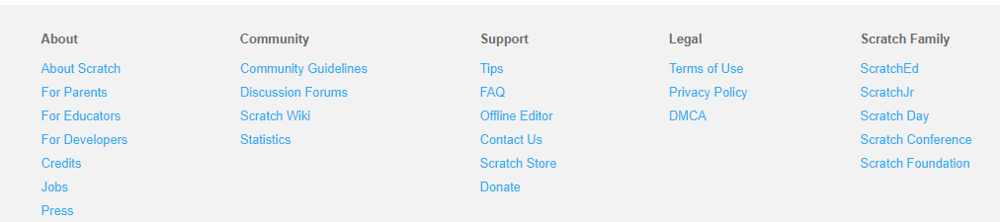 About
About Scratch
For Parents
For Educators
For Developers
Credits
Jobs
Press
Community
Community Guidelines
Discussion Forums
Scratch Wiki
Statistics
Support
Tips
FAQ
Offline Editor
Contact Us
Scratch Store
Donate
Legal
Terms of Use
Privacy Policy
DMCA
Scratch Family
ScratchEd
ScratchJr
Scratch Day
Scratch Conference
Scratch Foundation